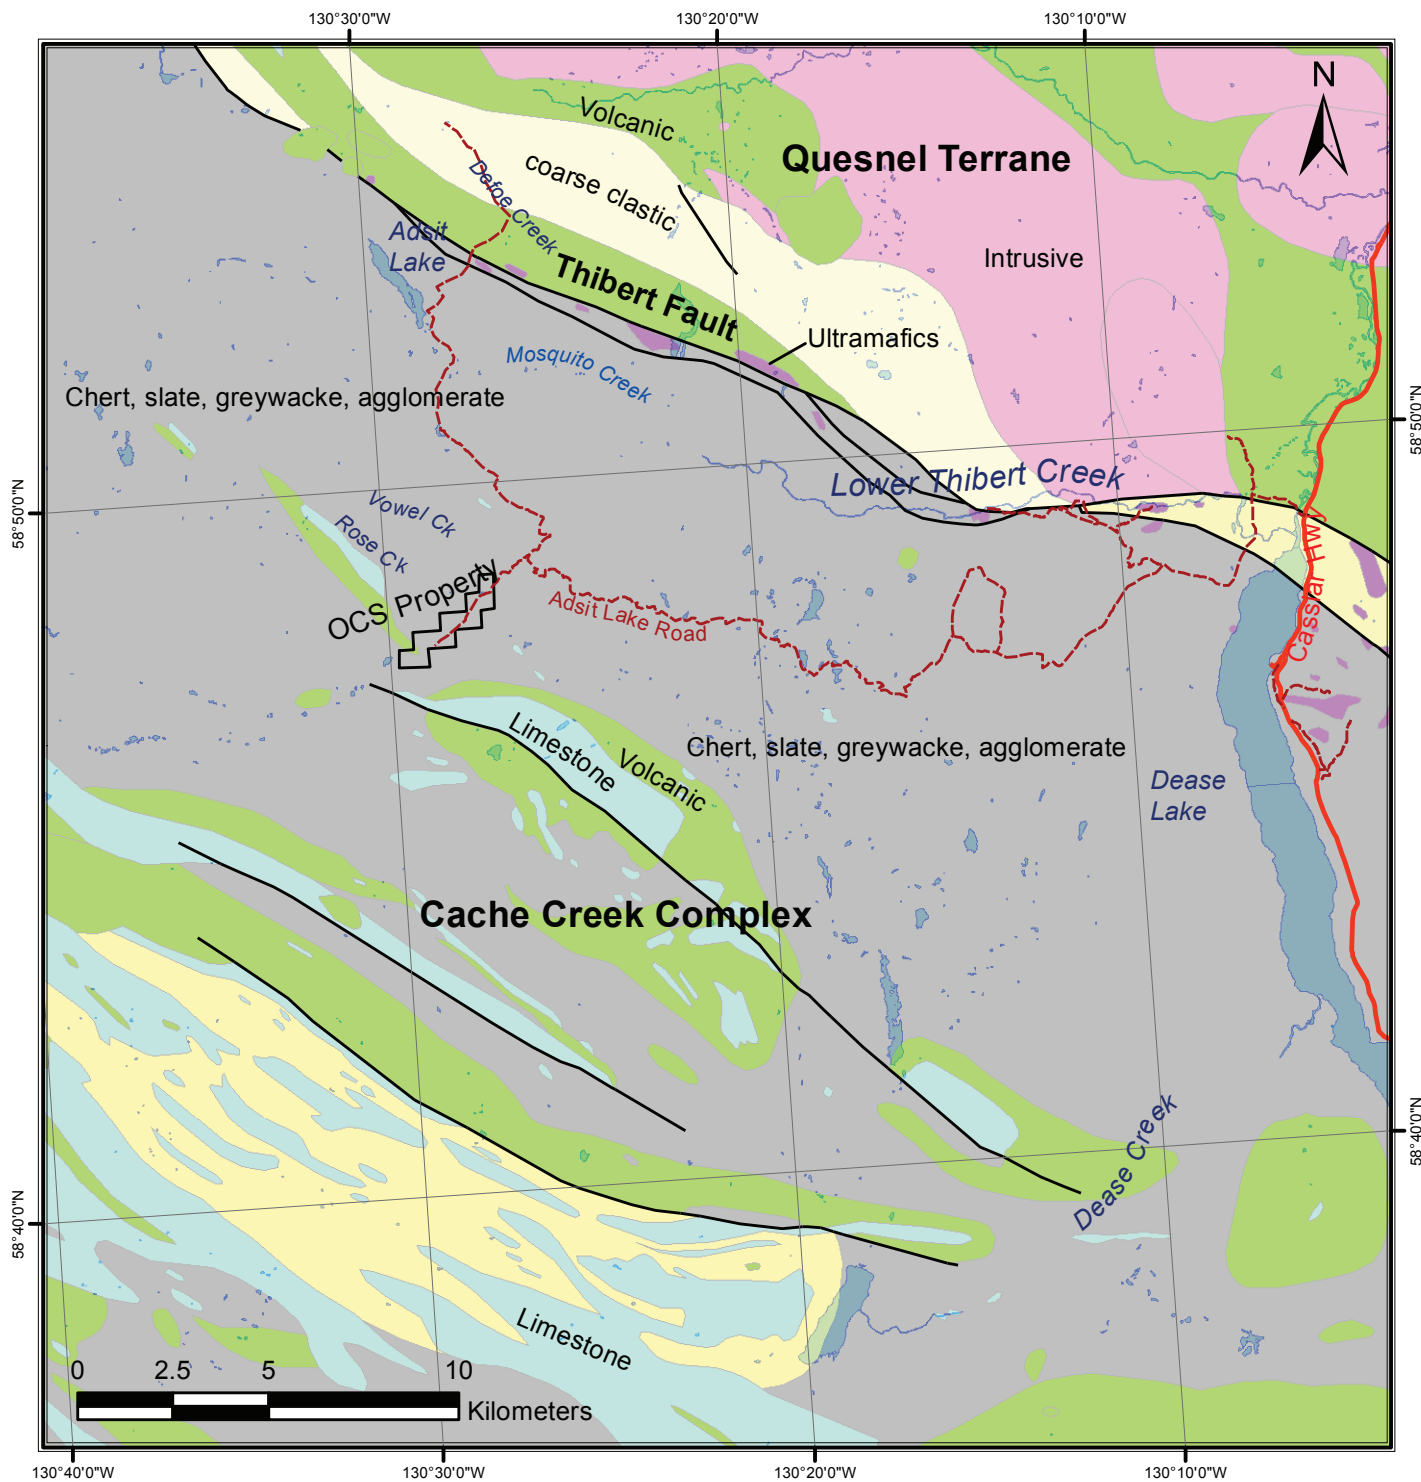 130°30'0"W
130°20'0"W
130°10'0"W
N
Volcanic
Quesnel Terrane
coarse clastic
Defoe Creek
Adsit
Lake
Intrusive
Thibert Fault
Ultramafics
Mosquito Creek
Chert, slate, greywacke, agglomerate
58°50'0"N
Lower Thibert Creek
58°50'0"N
Vowel Ck
Rose Ck
Cassiar Hwy
OCS Property
Adsit Lake Road
Limestone
Volcanic
Chert, slate, greywacke, agglomerate
Dease
Lake
Cache Creek Complex
58°40'0"N
Dease Creek
58°40'0"N
Limestone
0 2.5 5 10
Kilometers
130°40'0"W
130°30'0"W
130°20'0"W
130°10'0"W